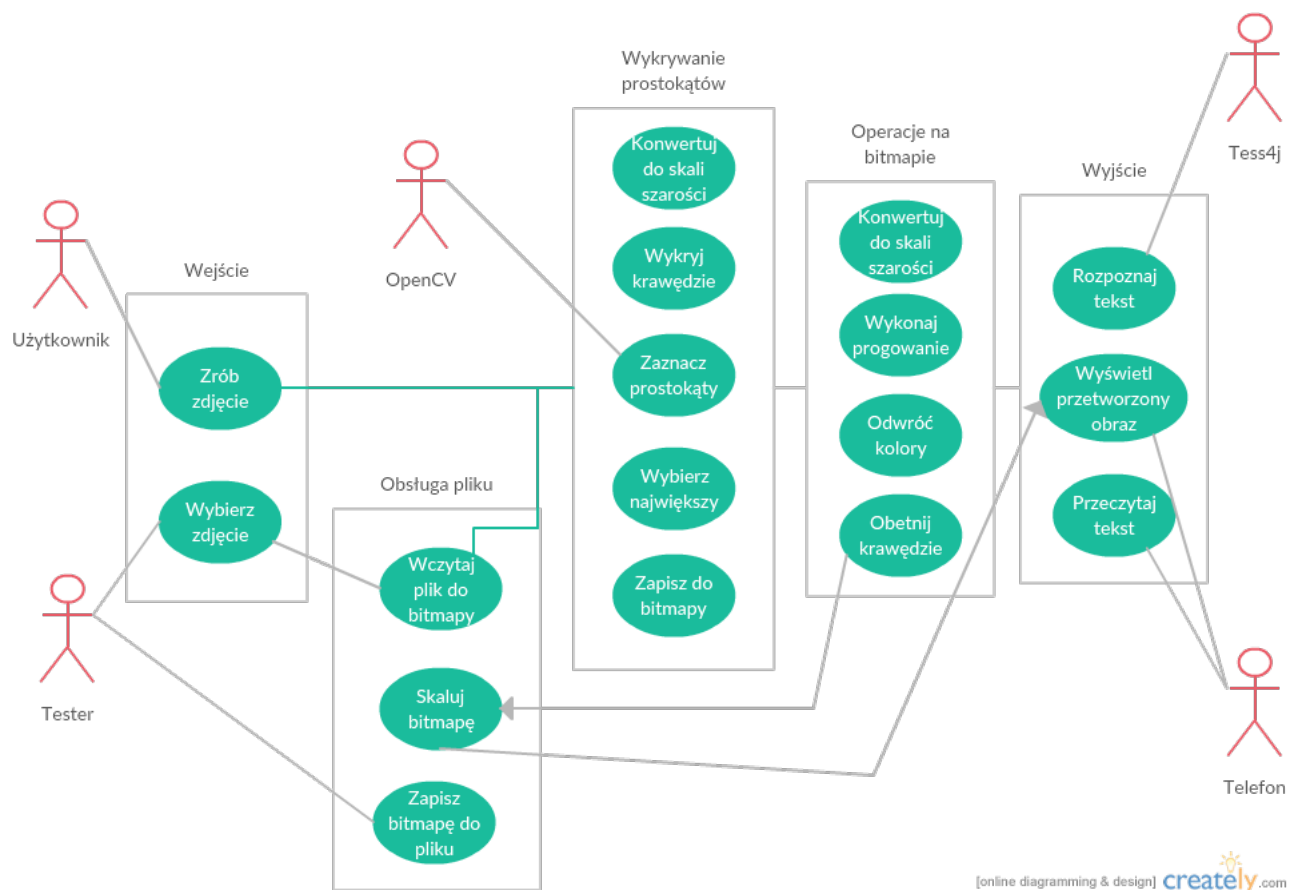 Wykrywanie
prostokątów
Konwertuj
do skali
szarości
Wykryj
krawędzie
Zaznacz
prostokąty
Wybierz
największy
Zapisz do
bitmapy
Operacje na
bitmapie
Konwertuj
do skali
szarości
Wykonaj
progowanie
Odwróć
kolory
Obetnij
krawędzie
Wyjście
Rozpoznaj
tekst
Wyświetl
przetworzony
obraz
Przeczytaj
tekst
Tess4j
OpenCV
Użytkownik
Wejście
Zrób
zdjęcie
Wybierz
zdjęcie
Obsługa pliku
Wczytaj
plik do
bitmapy
Skaluj
bitmapę
Zapisz
bitmapę do
pliku
Tester
Telefon
[online diagramming & design] creately.com